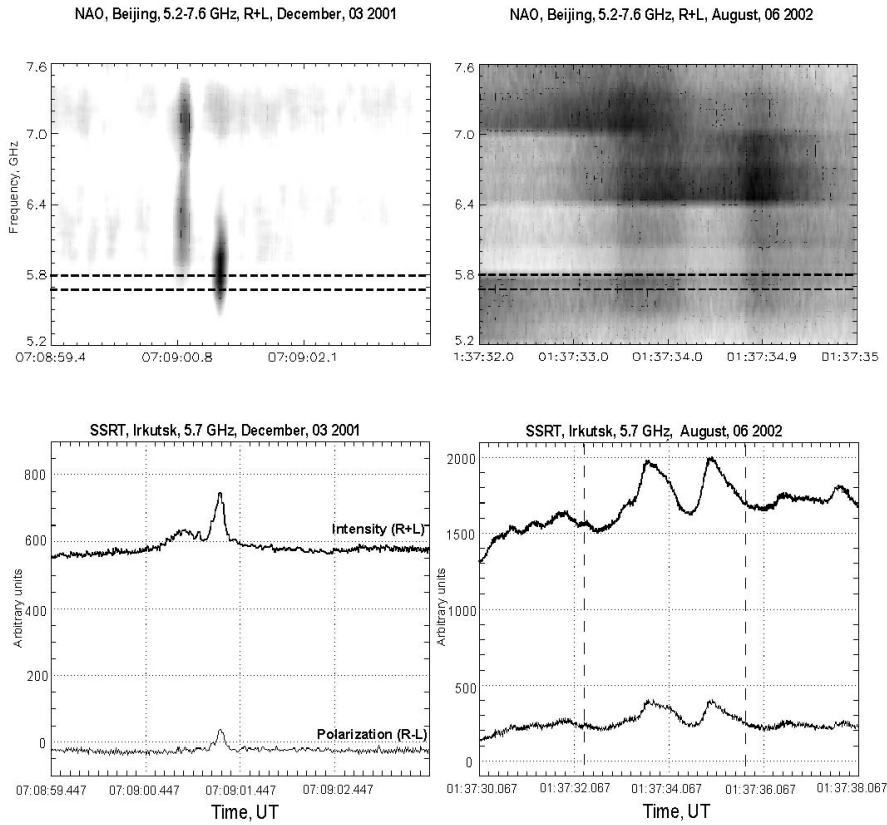 NAO, Beijing, 5.2-7.6 GHz, R+L, December, 03 2001
7.6
7.0
6.4
5.8
5.2
Frequency, GHz
07:08:59.4 07:09:00.8 07:09:02.1
NAO, Beijing, 5.2-7.6 GHz, R+L, August, 06 2002
7.6
7.0
6.4
5.8
5.2
1:37:32.0 01:37:33.0 01:37:34.0 01:37:34.9 01:37:35
SSRT, Irkutsk, 5.7 GHz, December, 03 2001
800
600
400
200
0
Arbitrary units
Intensity (R+L)
Polarization (R-L)
07:08:59.447 07:09:00.447 07:09:01.447 07:09:02.447
Time, UT
SSRT, Irkutsk, 5.7 GHz, August, 06 2002
2000
1500
1000
500
0
Arbitrary units
01:37:30.067 01:37:32.067 01:37:34.067 01:37:36.067 01:37:38.067
Time, UT